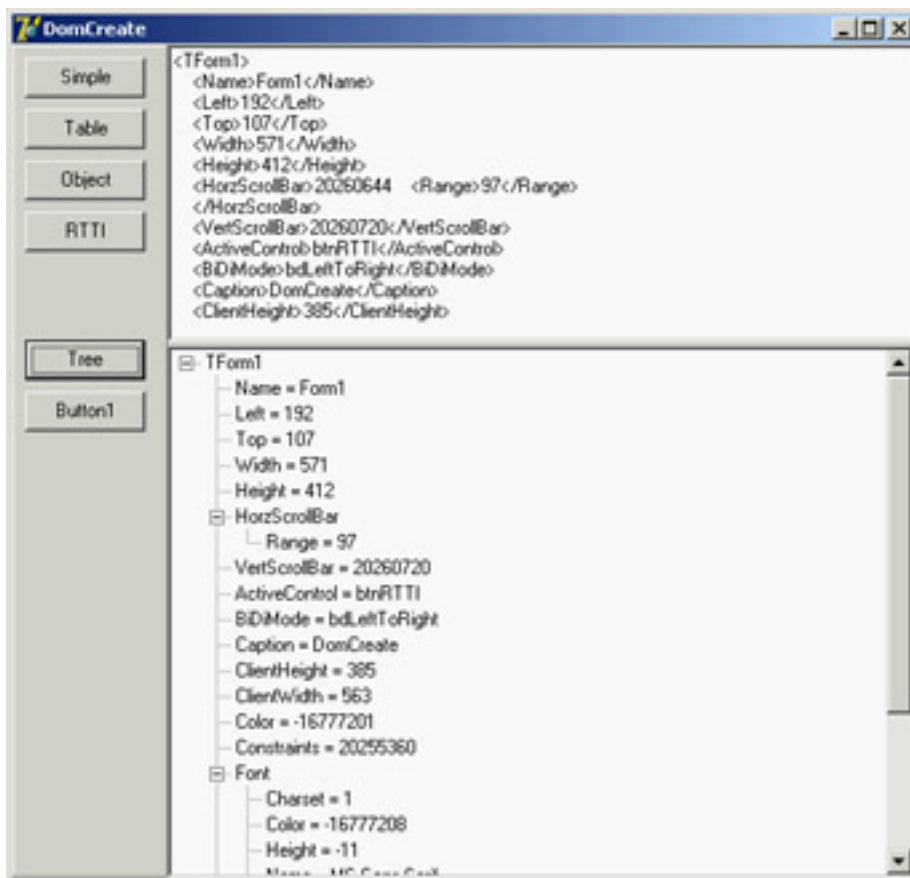 DomCreate
Simple
Table
Object
RTTI
Tree
Button1
<TForm1>
<Name>Form1</Name>
<Left>192</Left>
<Top>107</Top>
<Width>571</Width>
<Height>412</Height>
<HorzScrollBar>20260644 <Range>97</Range>
</HorzScrollBar>
<VertScrollBar>20260720</VertScrollBar>
<ActiveControl>btnRTTI</ActiveControl>
<BiDiMode>bdLeftToRight</BiDiMode>
<Caption>DomCreate</Caption>
<ClientHeight>385</ClientHeight>
TForm1
Name = Form1
Left = 192
Top = 107
Width = 571
Height = 412
HorzScrollBar
Range = 97
VertScrollBar = 20260720
ActiveControl = btnRTTI
BiDiMode = bdLeftToRight
Caption = DomCreate
ClientHeight = 385
ClientWidth = 563
Color = -16777201
Constraints = 20255360
Font
Charset = 1
Color = -16777208
Height = -11
Name = MS Sans Serif